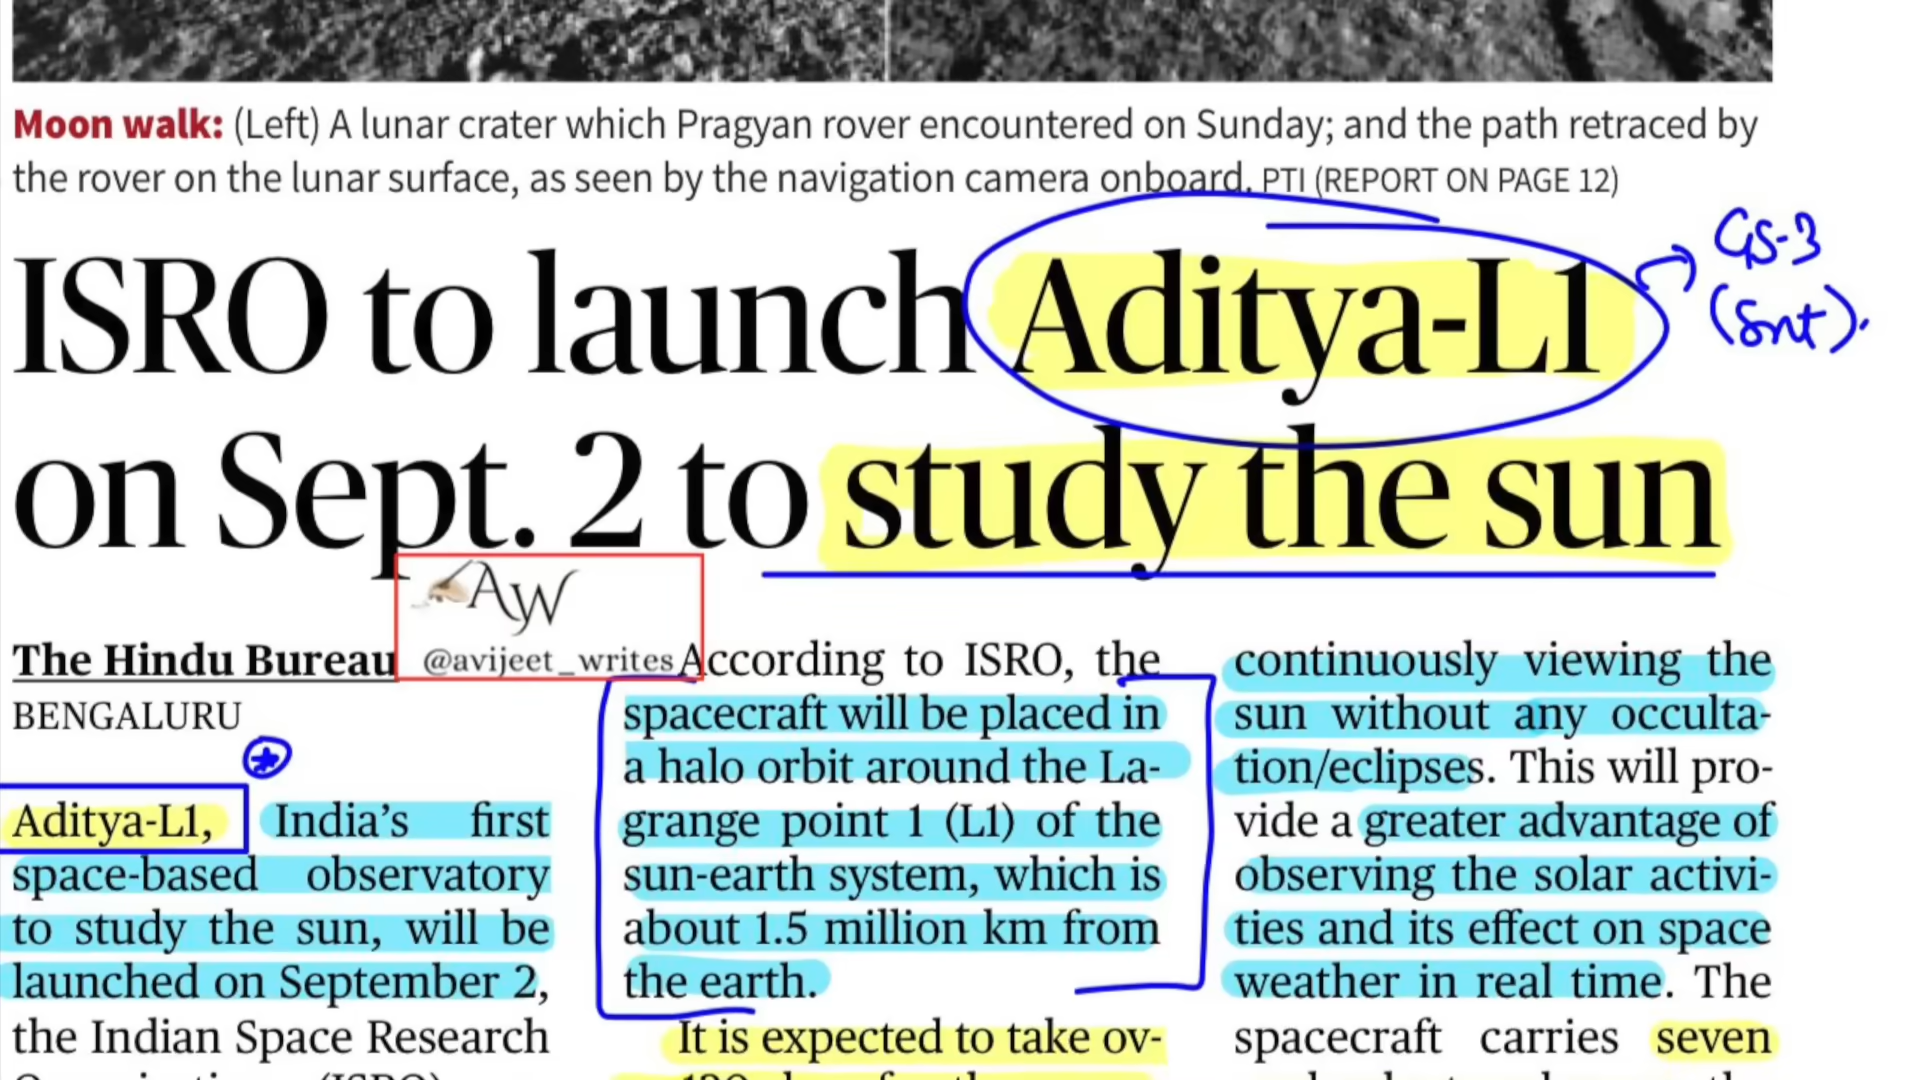 Moon walk: (Left) A lunar crater which Pragyan rover encountered on Sunday; and the path retraced by
the rover on the lunar surface, as seen by the navigation camera onboard. PTI (REPORT ON PAGE 12)
ISRO to launch Aditya-L1
on Sept. 2 to study the sun
GS-3
(Snt).
AW
@avijeet_writes
The Hindu Bureau
BENGALURU
Aditya-L1, India’s first
space-based observatory
to study the sun, will be
launched on September 2,
the Indian Space Research
(ISRO)
According to ISRO, the
spacecraft will be placed in
a halo orbit around the La-
grange point 1 (L1) of the
sun-earth system, which is
about 1.5 million km from
the earth.
It is expected to take ov-
continuously viewing the
sun without any occulta-
tion/eclipses. This will pro-
vide a greater advantage of
observing the solar activi-
ties and its effect on space
weather in real time. The
spacecraft carries seven